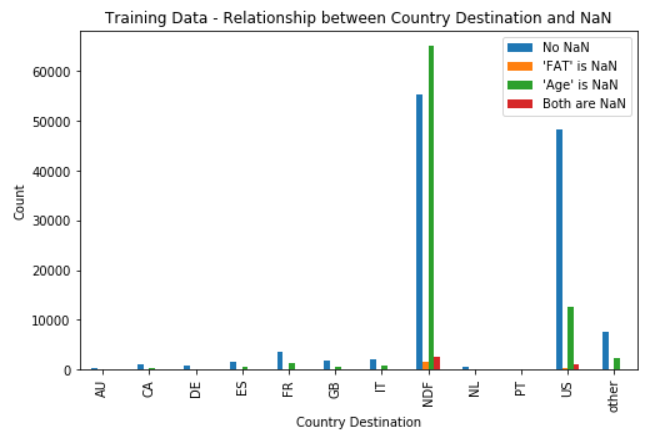 Training Data - Relationship between Country Destination and NaN
No NaN
'FAT' is NaN
'Age' is NaN
Both are NaN
60000
50000
40000
30000
20000
10000
0
Count
AU
CA
DE
ES
FR
GB
IT
NDF
NL
PT
US
other
Country Destination